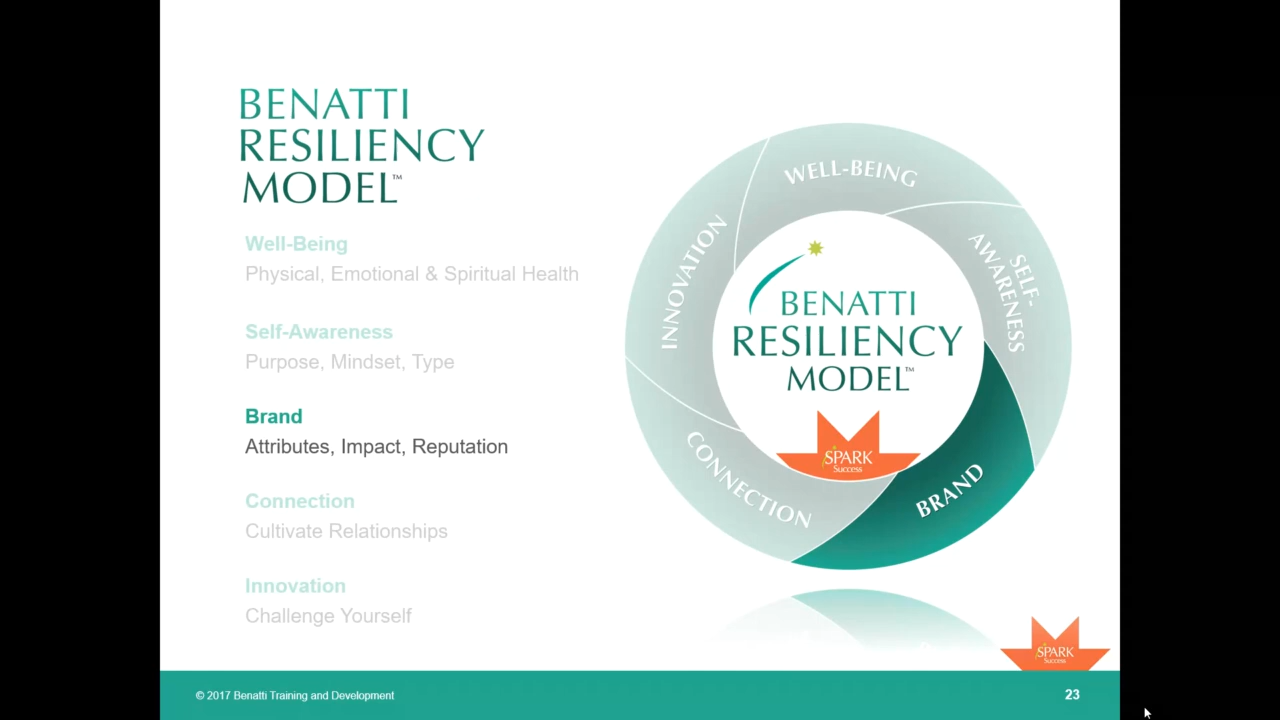 BENATTI
RESILIENCY
MODEL™
Well-Being
Physical, Emotional & Spiritual Health
Self-Awareness
Purpose, Mindset, Type
Brand
Attributes, Impact, Reputation
Connection
Cultivate Relationships
Innovation
Challenge Yourself
WELL-BEING
SELF-
AWARENESS
BRAND
CONNECTION
INNOVATION
BENATTI
RESILIENCY
MODEL™
SPARK
Success
SPARK
Success
© 2017 Benatti Training and Development
23